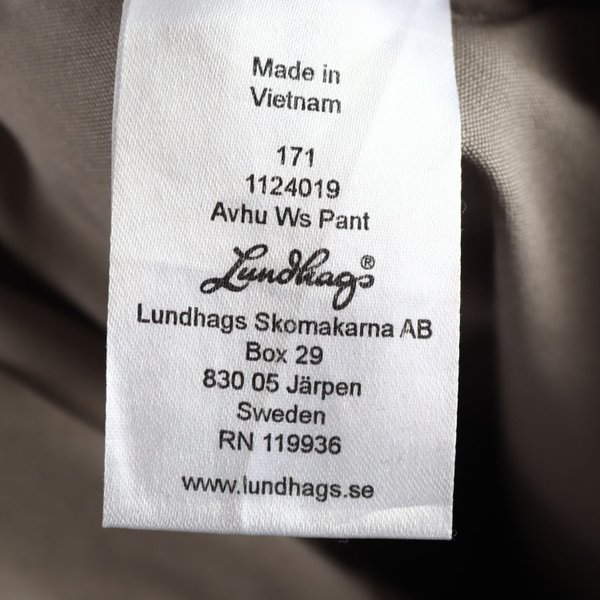 Made in
Vietnam
171
1124019
Avhu Ws Pant
Lundhags®
Lundhags Skomakarna AB
Box 29
830 05 Järpen
Sweden
RN 119936
www.lundhags.se